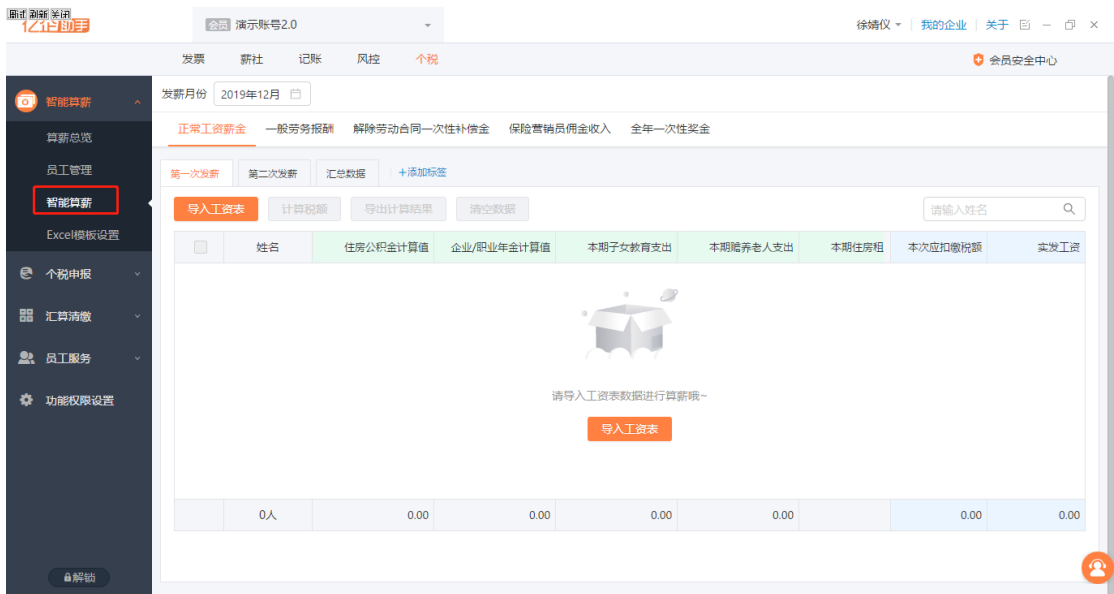 调试 刷新 关闭
亿企助手
会员 演示账号2.0
徐婧仪 我的企业 关于
发票 薪社 记账 风控 个税
会员安全中心
智能算薪
算薪总览
员工管理
智能算薪
Excel模板设置
个税申报
汇算清缴
员工服务
功能权限设置
解锁
发薪月份 2019年12月
正常工资薪金 一般劳务报酬 解除劳动合同一次性补偿金 保险营销员佣金收入 全年一次性奖金
第一次发薪 第二次发薪 汇总数据 +添加标签
导入工资表 计算税额 导出计算结果 清空数据 请输入姓名
姓名 住房公积金计算值 企业/职业年金计算值 本期子女教育支出 本期赡养老人支出 本期住房租 本次应扣缴税额 实发工资
请导入工资表数据进行算薪哦~
导入工资表
0人 0.00 0.00 0.00 0.00 0.00 0.00